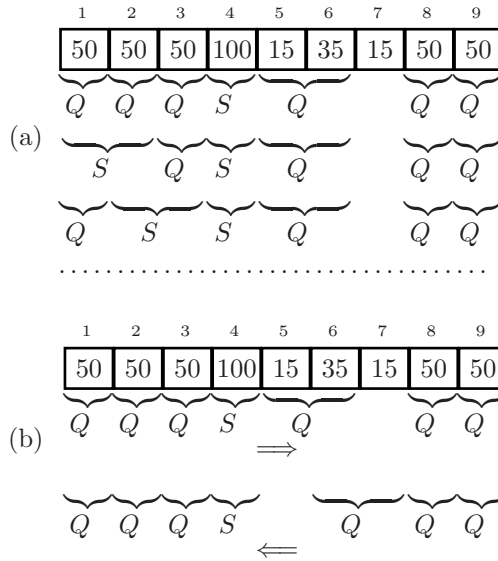 1 2 3 4 5 6 7 8 9
50 50 50 100 15 35 15 50 50
Q Q Q S Q Q Q
(a)
S Q S Q Q Q
Q S S Q Q Q
1 2 3 4 5 6 7 8 9
50 50 50 100 15 35 15 50 50
Q Q Q S Q Q Q
(b)
⟹
Q Q Q S Q Q Q
⟸